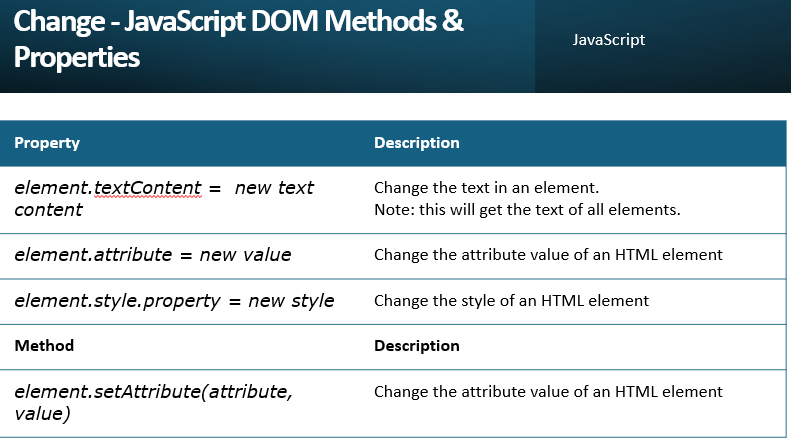 Change - JavaScript DOM Methods &
Properties
JavaScript
Property Description
element.textContent = new text
content
Change the text in an element.
Note: this will get the text of all elements.
element.attribute = new value Change the attribute value of an HTML element
element.style.property = new style Change the style of an HTML element
Method Description
element.setAttribute(attribute,
value)
Change the attribute value of an HTML element